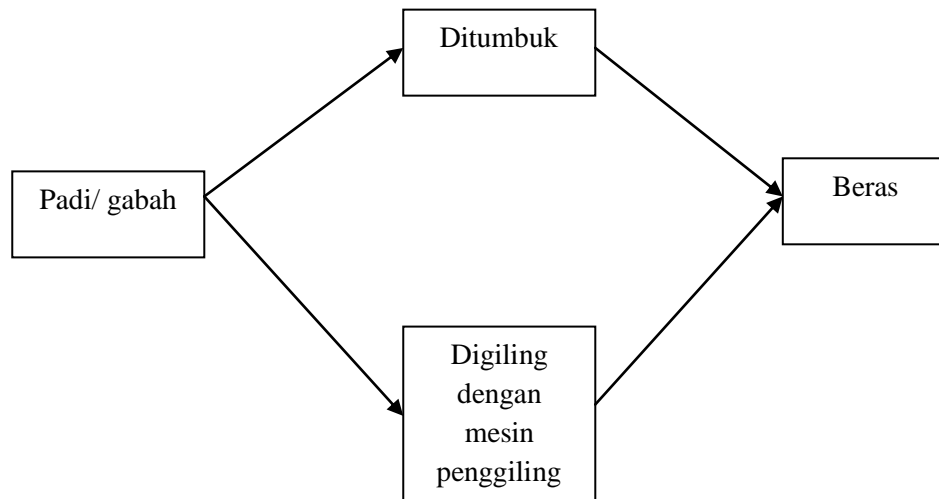 Ditumbuk
Padi/ gabah
Beras
Digiling
dengan
mesin
penggiling